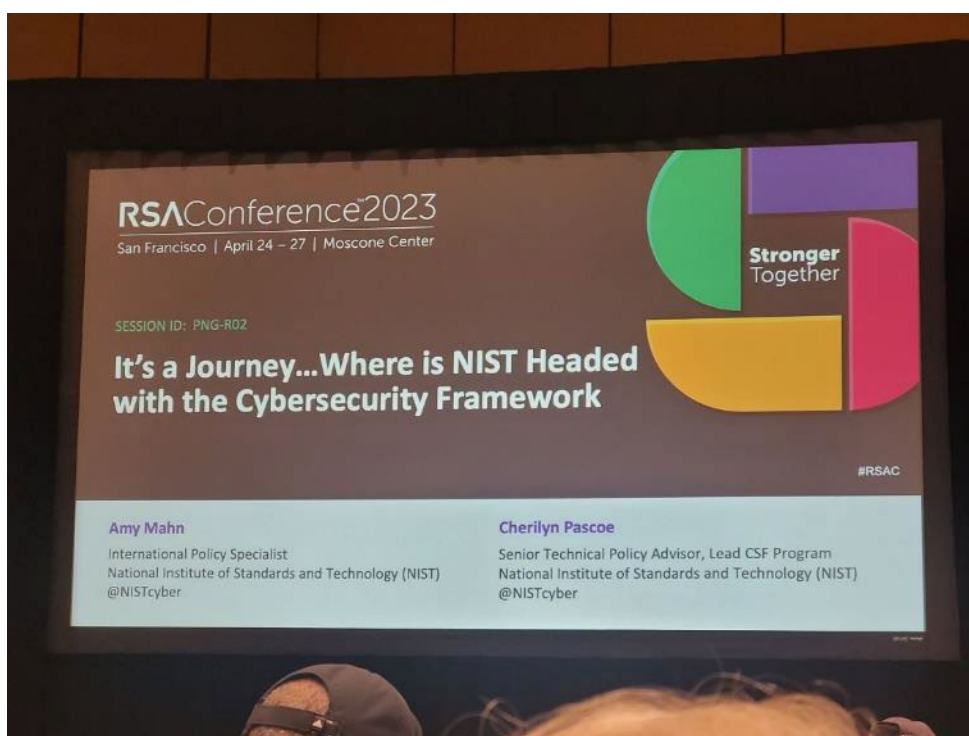 RSAConference™2023
San Francisco | April 24 – 27 | Moscone Center
Stronger
Together
SESSION ID: PNG-R02
It's a Journey...Where is NIST Headed
with the Cybersecurity Framework
#RSAC
Amy Mahn
International Policy Specialist
National Institute of Standards and Technology (NIST)
@NISTcyber
Cherilyn Pascoe
Senior Technical Policy Advisor, Lead CSF Program
National Institute of Standards and Technology (NIST)
@NISTcyber